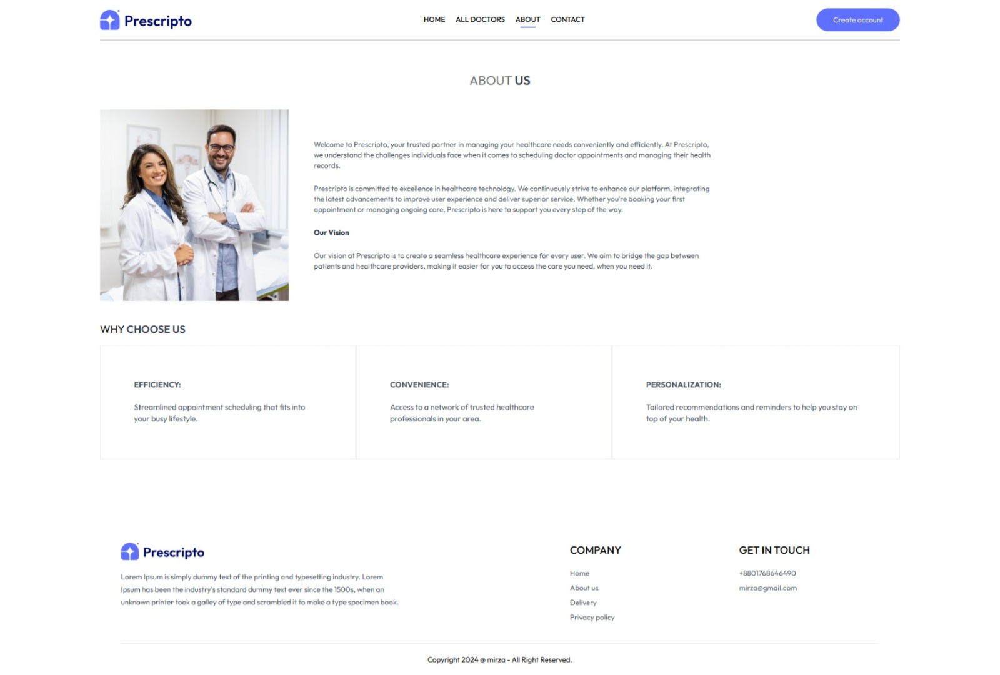 Prescripto
HOME
ALL DOCTORS
ABOUT
CONTACT
Create account
ABOUT US
Welcome to Prescripto, your trusted partner in managing your healthcare needs conveniently and efficiently. At Prescripto,
we understand the challenges individuals face when it comes to scheduling doctor appointments and managing their health
records.
Prescripto is committed to excellence in healthcare technology. We continuously strive to enhance our platform, integrating
the latest advancements to improve user experience and deliver superior service. Whether you're booking your first
appointment or managing ongoing care, Prescripto is here to support you every step of the way.
Our Vision
Our vision at Prescripto is to create a seamless healthcare experience for every user. We aim to bridge the gap between
patients and healthcare providers, making it easier for you to access the care you need, when you need it.
WHY CHOOSE US
EFFICIENCY:
Streamlined appointment scheduling that fits into
your busy lifestyle.
CONVENIENCE:
Access to a network of trusted healthcare
professionals in your area.
PERSONALIZATION:
Tailored recommendations and reminders to help you stay on
top of your health.
Prescripto
Lorem Ipsum is simply dummy text of the printing and typesetting industry. Lorem
Ipsum has been the industry's standard dummy text ever since the 1500s, when an
unknown printer took a galley of type and scrambled it to make a type specimen book.
COMPANY
Home
About us
Delivery
Privacy policy
GET IN TOUCH
+8801768646490
mirza@gmail.com
Copyright 2024 @ mirza - All Right Reserved.